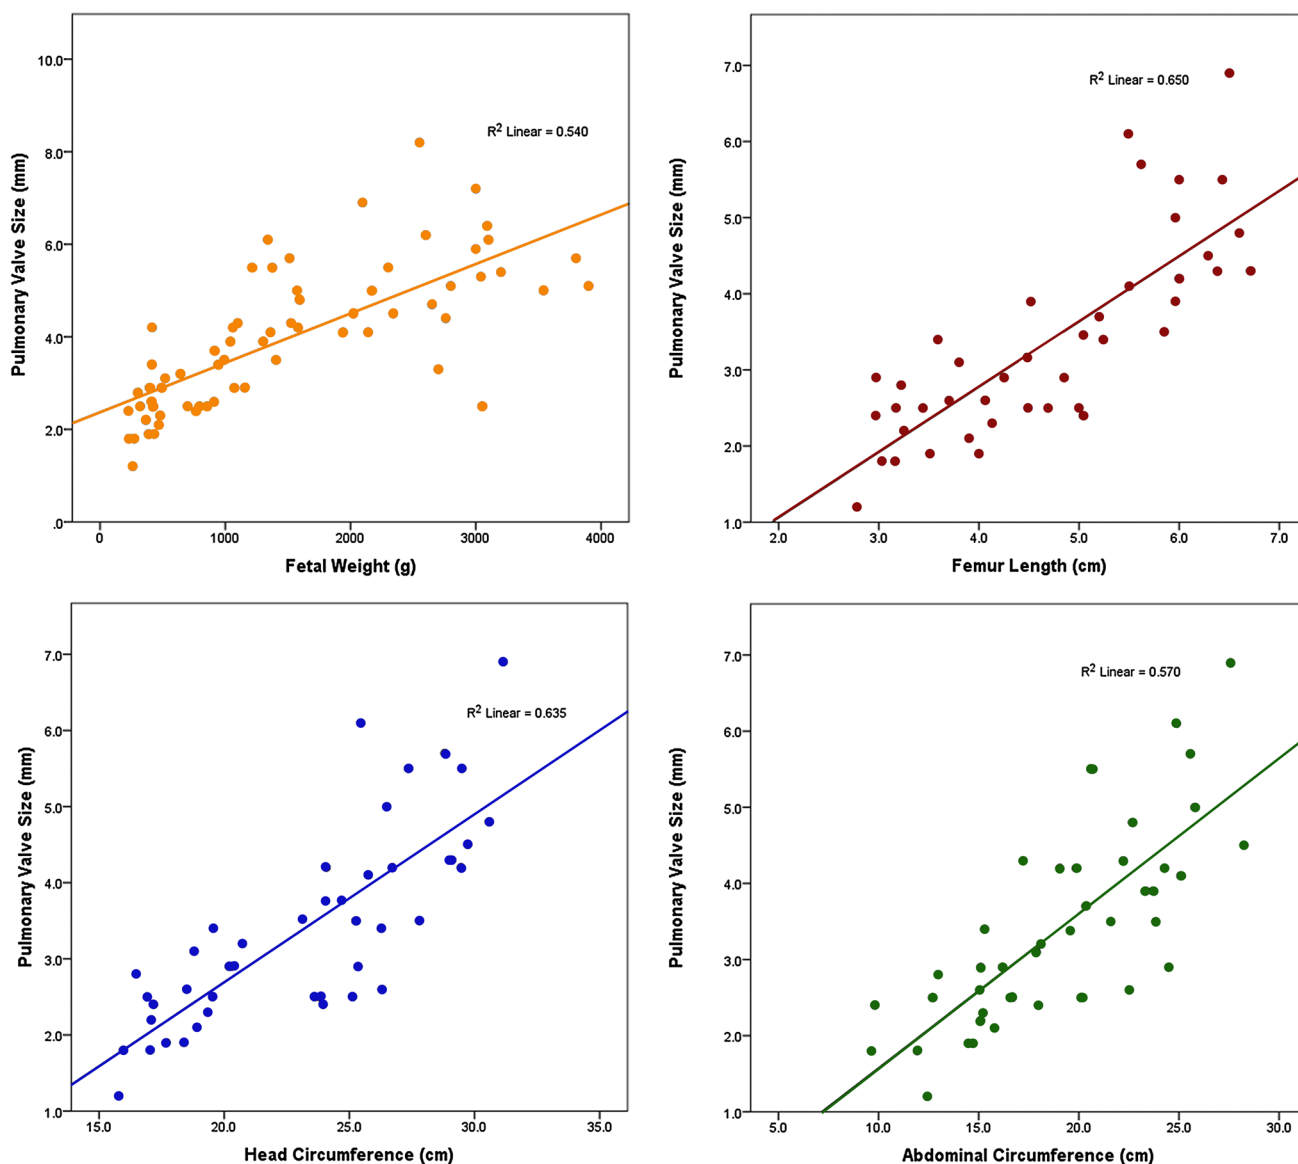 10.0
8.0
6.0
4.0
2.0
.0
Pulmonary Valve Size (mm)
R2 Linear = 0.540
0 1000 2000 3000 4000
Fetal Weight (g)
7.0
6.0
5.0
4.0
3.0
2.0
1.0
Pulmonary Valve Size (mm)
R2 Linear = 0.650
2.0 3.0 4.0 5.0 6.0 7.0
Femur Length (cm)
7.0
6.0
5.0
4.0
3.0
2.0
1.0
Pulmonary Valve Size (mm)
R2 Linear = 0.635
15.0 20.0 25.0 30.0 35.0
Head Circumference (cm)
7.0
6.0
5.0
4.0
3.0
2.0
1.0
Pulmonary Valve Size (mm)
R2 Linear = 0.570
5.0 10.0 15.0 20.0 25.0 30.0
Abdominal Circumference (cm)